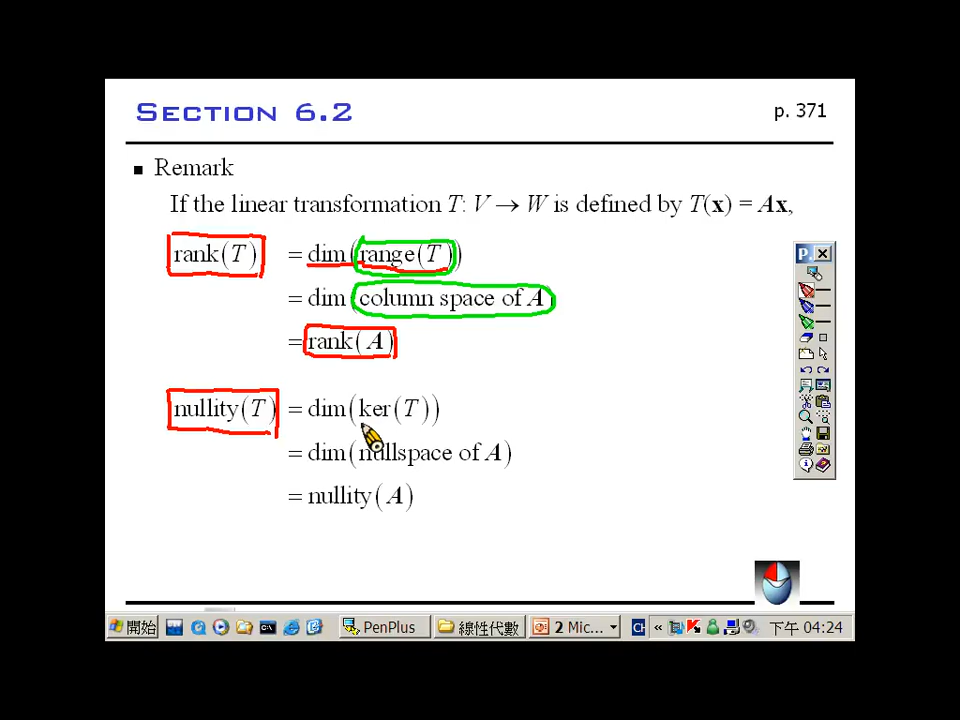 SECTION 6.2
p. 371
■ Remark
If the linear transformation T: V → W is defined by T(x) = Ax,
rank(T) = dim(range(T))
= dim(column space of A)
= rank(A)
nullity(T) = dim(ker(T))
= dim(nullspace of A)
= nullity(A)
P.
開始 PenPlus 線性代數 2 Mic... CH « 下午 04:24